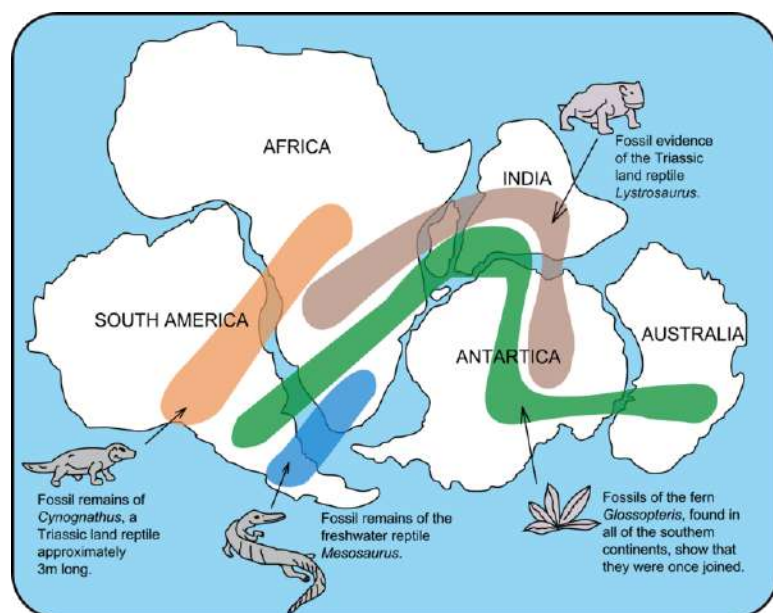 AFRICA
INDIA
Fossil evidence
of the Triassic
land reptile
Lystrosaurus.
SOUTH AMERICA
ANTARTICA
AUSTRALIA
Fossil remains of
Cynognathus, a
Triassic land reptile
approximately
3m long.
Fossil remains of the
freshwater reptile
Mesosaurus.
Fossils of the fern
Glossopteris, found in
all of the southern
continents, show that
they were once joined.